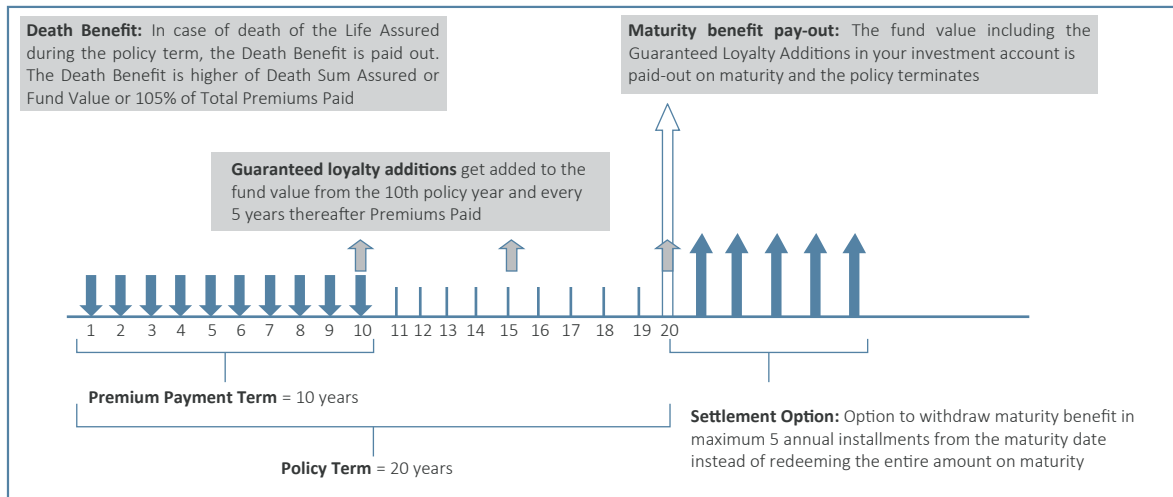 Death Benefit: In case of death of the Life Assured
during the policy term, the Death Benefit is paid out.
The Death Benefit is higher of Death Sum Assured or
Fund Value or 105% of Total Premiums Paid
Maturity benefit pay-out: The fund value including the
Guaranteed Loyalty Additions in your investment account is
paid-out on maturity and the policy terminates
Guaranteed loyalty additions get added to the
fund value from the 10th policy year and every
5 years thereafter Premiums Paid
1 2 3 4 5 6 7 8 9 10 11 12 13 14 15 16 17 18 19 20
Premium Payment Term = 10 years
Settlement Option: Option to withdraw maturity benefit in
maximum 5 annual installments from the maturity date
instead of redeeming the entire amount on maturity
Policy Term = 20 years